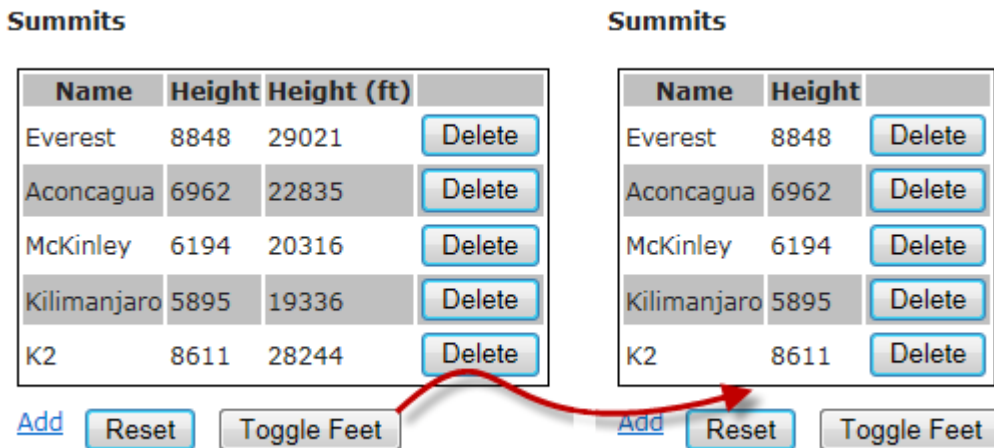 Summits
Name Height Height (ft)
Everest 8848 29021 Delete
Aconcagua 6962 22835 Delete
McKinley 6194 20316 Delete
Kilimanjaro 5895 19336 Delete
K2 8611 28244 Delete
Add Reset Toggle Feet
Summits
Name Height
Everest 8848 Delete
Aconcagua 6962 Delete
McKinley 6194 Delete
Kilimanjaro 5895 Delete
K2 8611 Delete
Add Reset Toggle Feet